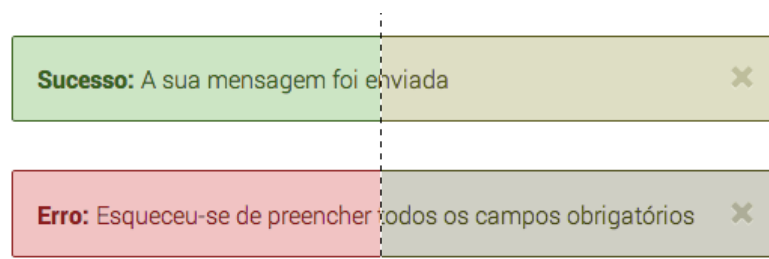 Sucesso: A sua mensagem foi enviada
Erro: Esqueceu-se de preencher todos os campos obrigatórios